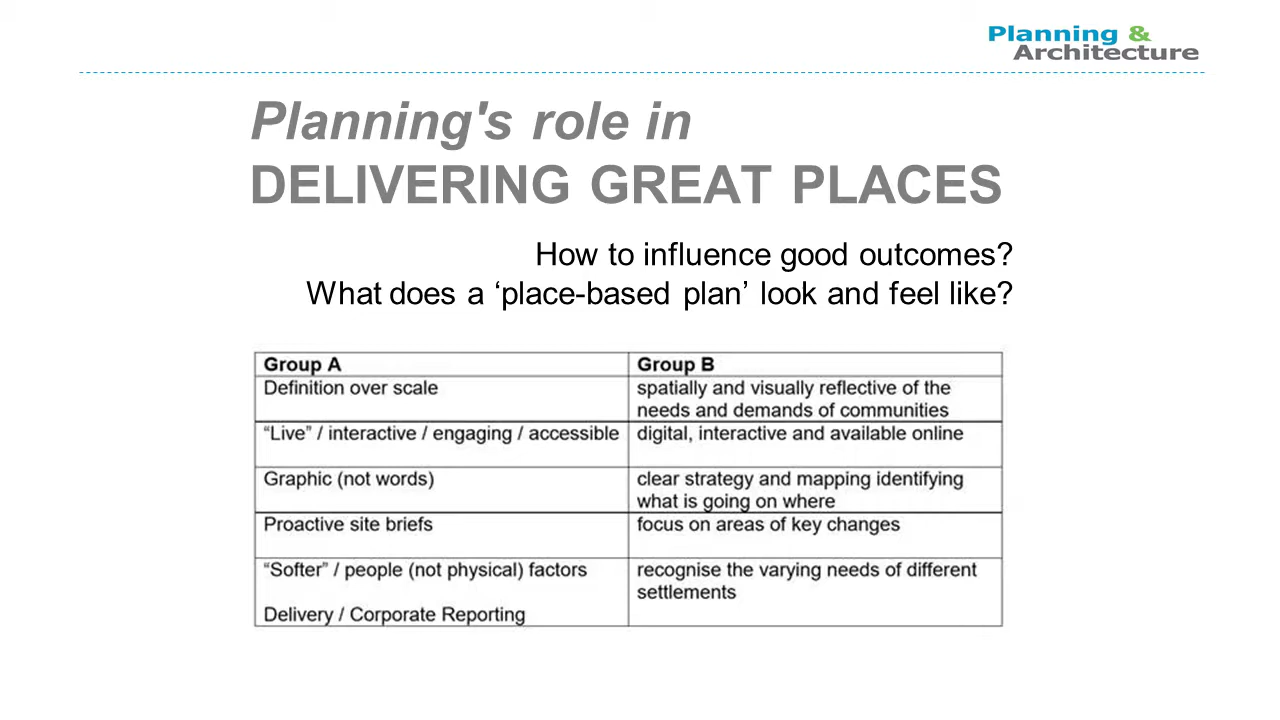 Planning &
Architecture
Planning's role in
DELIVERING GREAT PLACES
How to influence good outcomes?
What does a ‘place-based plan’ look and feel like?
Group A
Group B
Definition over scale
spatially and visually reflective of the
needs and demands of communities
“Live” / interactive / engaging / accessible
digital, interactive and available online
Graphic (not words)
clear strategy and mapping identifying
what is going on where
Proactive site briefs
focus on areas of key changes
“Softer” / people (not physical) factors
Delivery / Corporate Reporting
recognise the varying needs of different
settlements